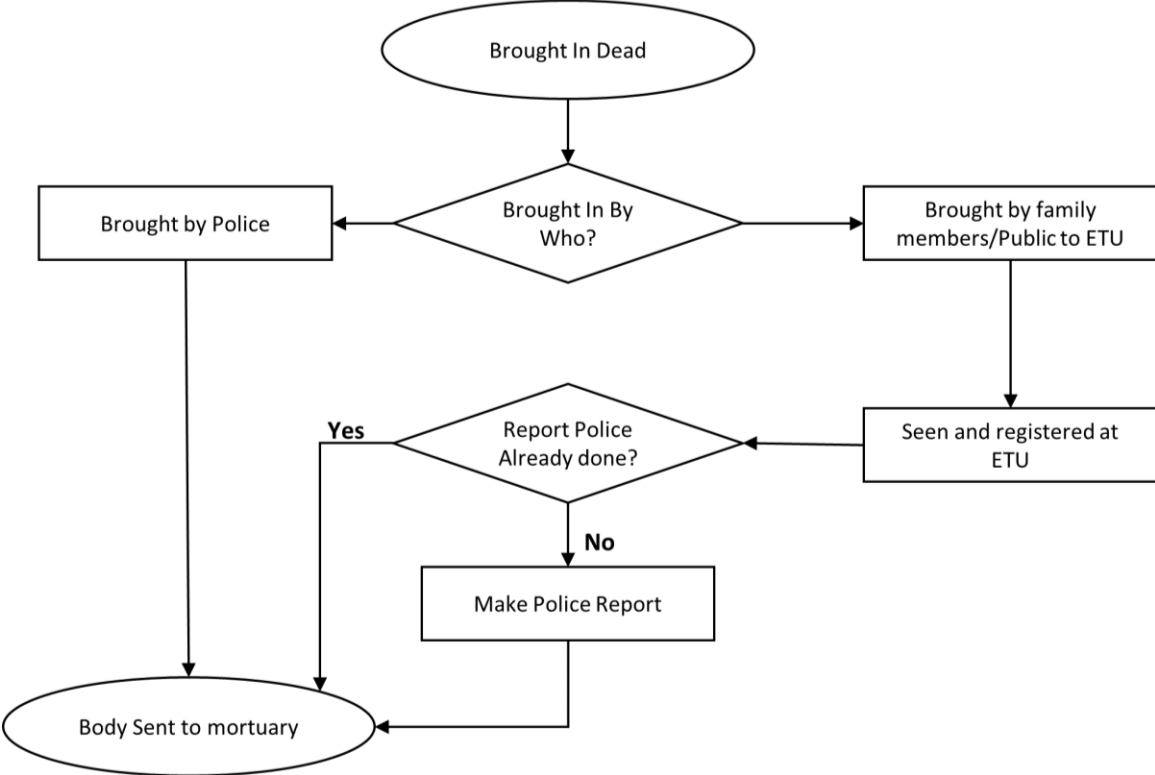 Brought In Dead
Brought by Police
Brought In By
Who?
Brought by family
members/Public to ETU
Yes
Report Police
Already done?
Seen and registered at
ETU
No
Make Police Report
Body Sent to mortuary